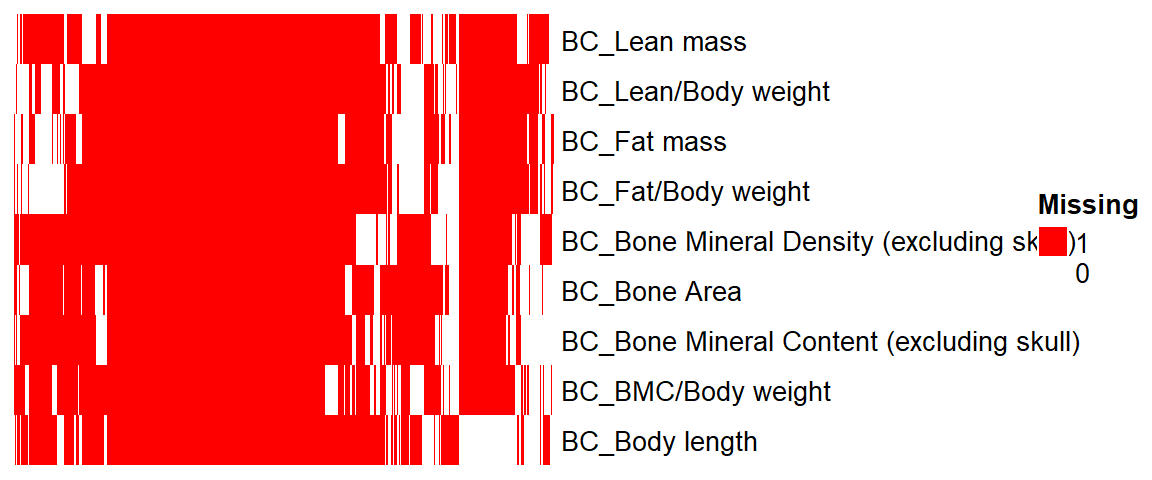 BC_Lean mass
BC_Lean/Body weight
BC_Fat mass
BC_Fat/Body weight
BC_Bone Mineral Density (excluding sk )
BC_Bone Area
BC_Bone Mineral Content (excluding skull)
BC_BMC/Body weight
BC_Body length
Missing
1
0